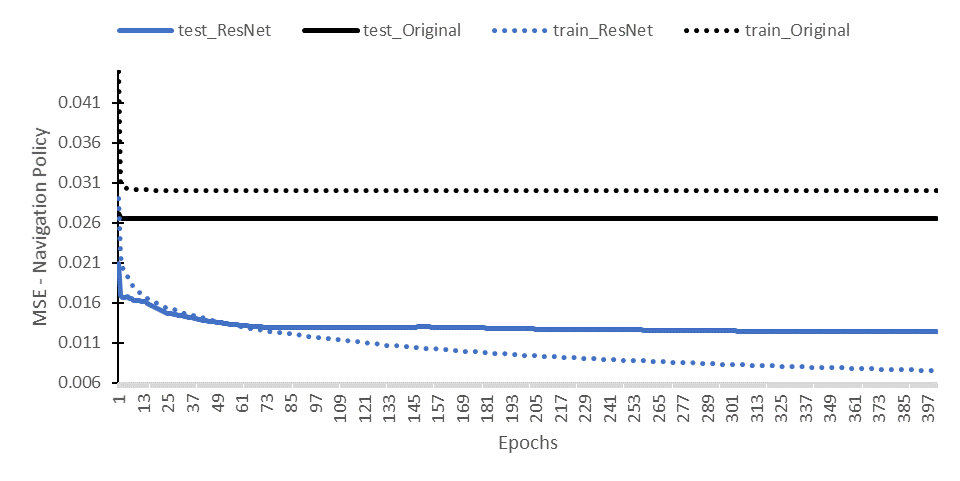 test_ResNet test_Original train_ResNet train_Original
MSE - Navigation Policy
0.041
0.036
0.031
0.026
0.021
0.016
0.011
0.006
1 13 25 37 49 61 73 85 97 109 121 133 145 157 169 181 193 205 217 229 241 253 265 277 289 301 313 325 337 349 361 373 385 397
Epochs